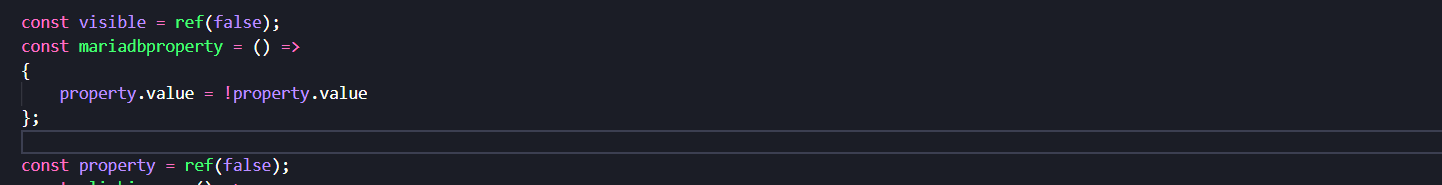 const visible = ref(false);
const mariadbproperty = () =>
{
    property.value = !property.value
};
const property = ref(false);